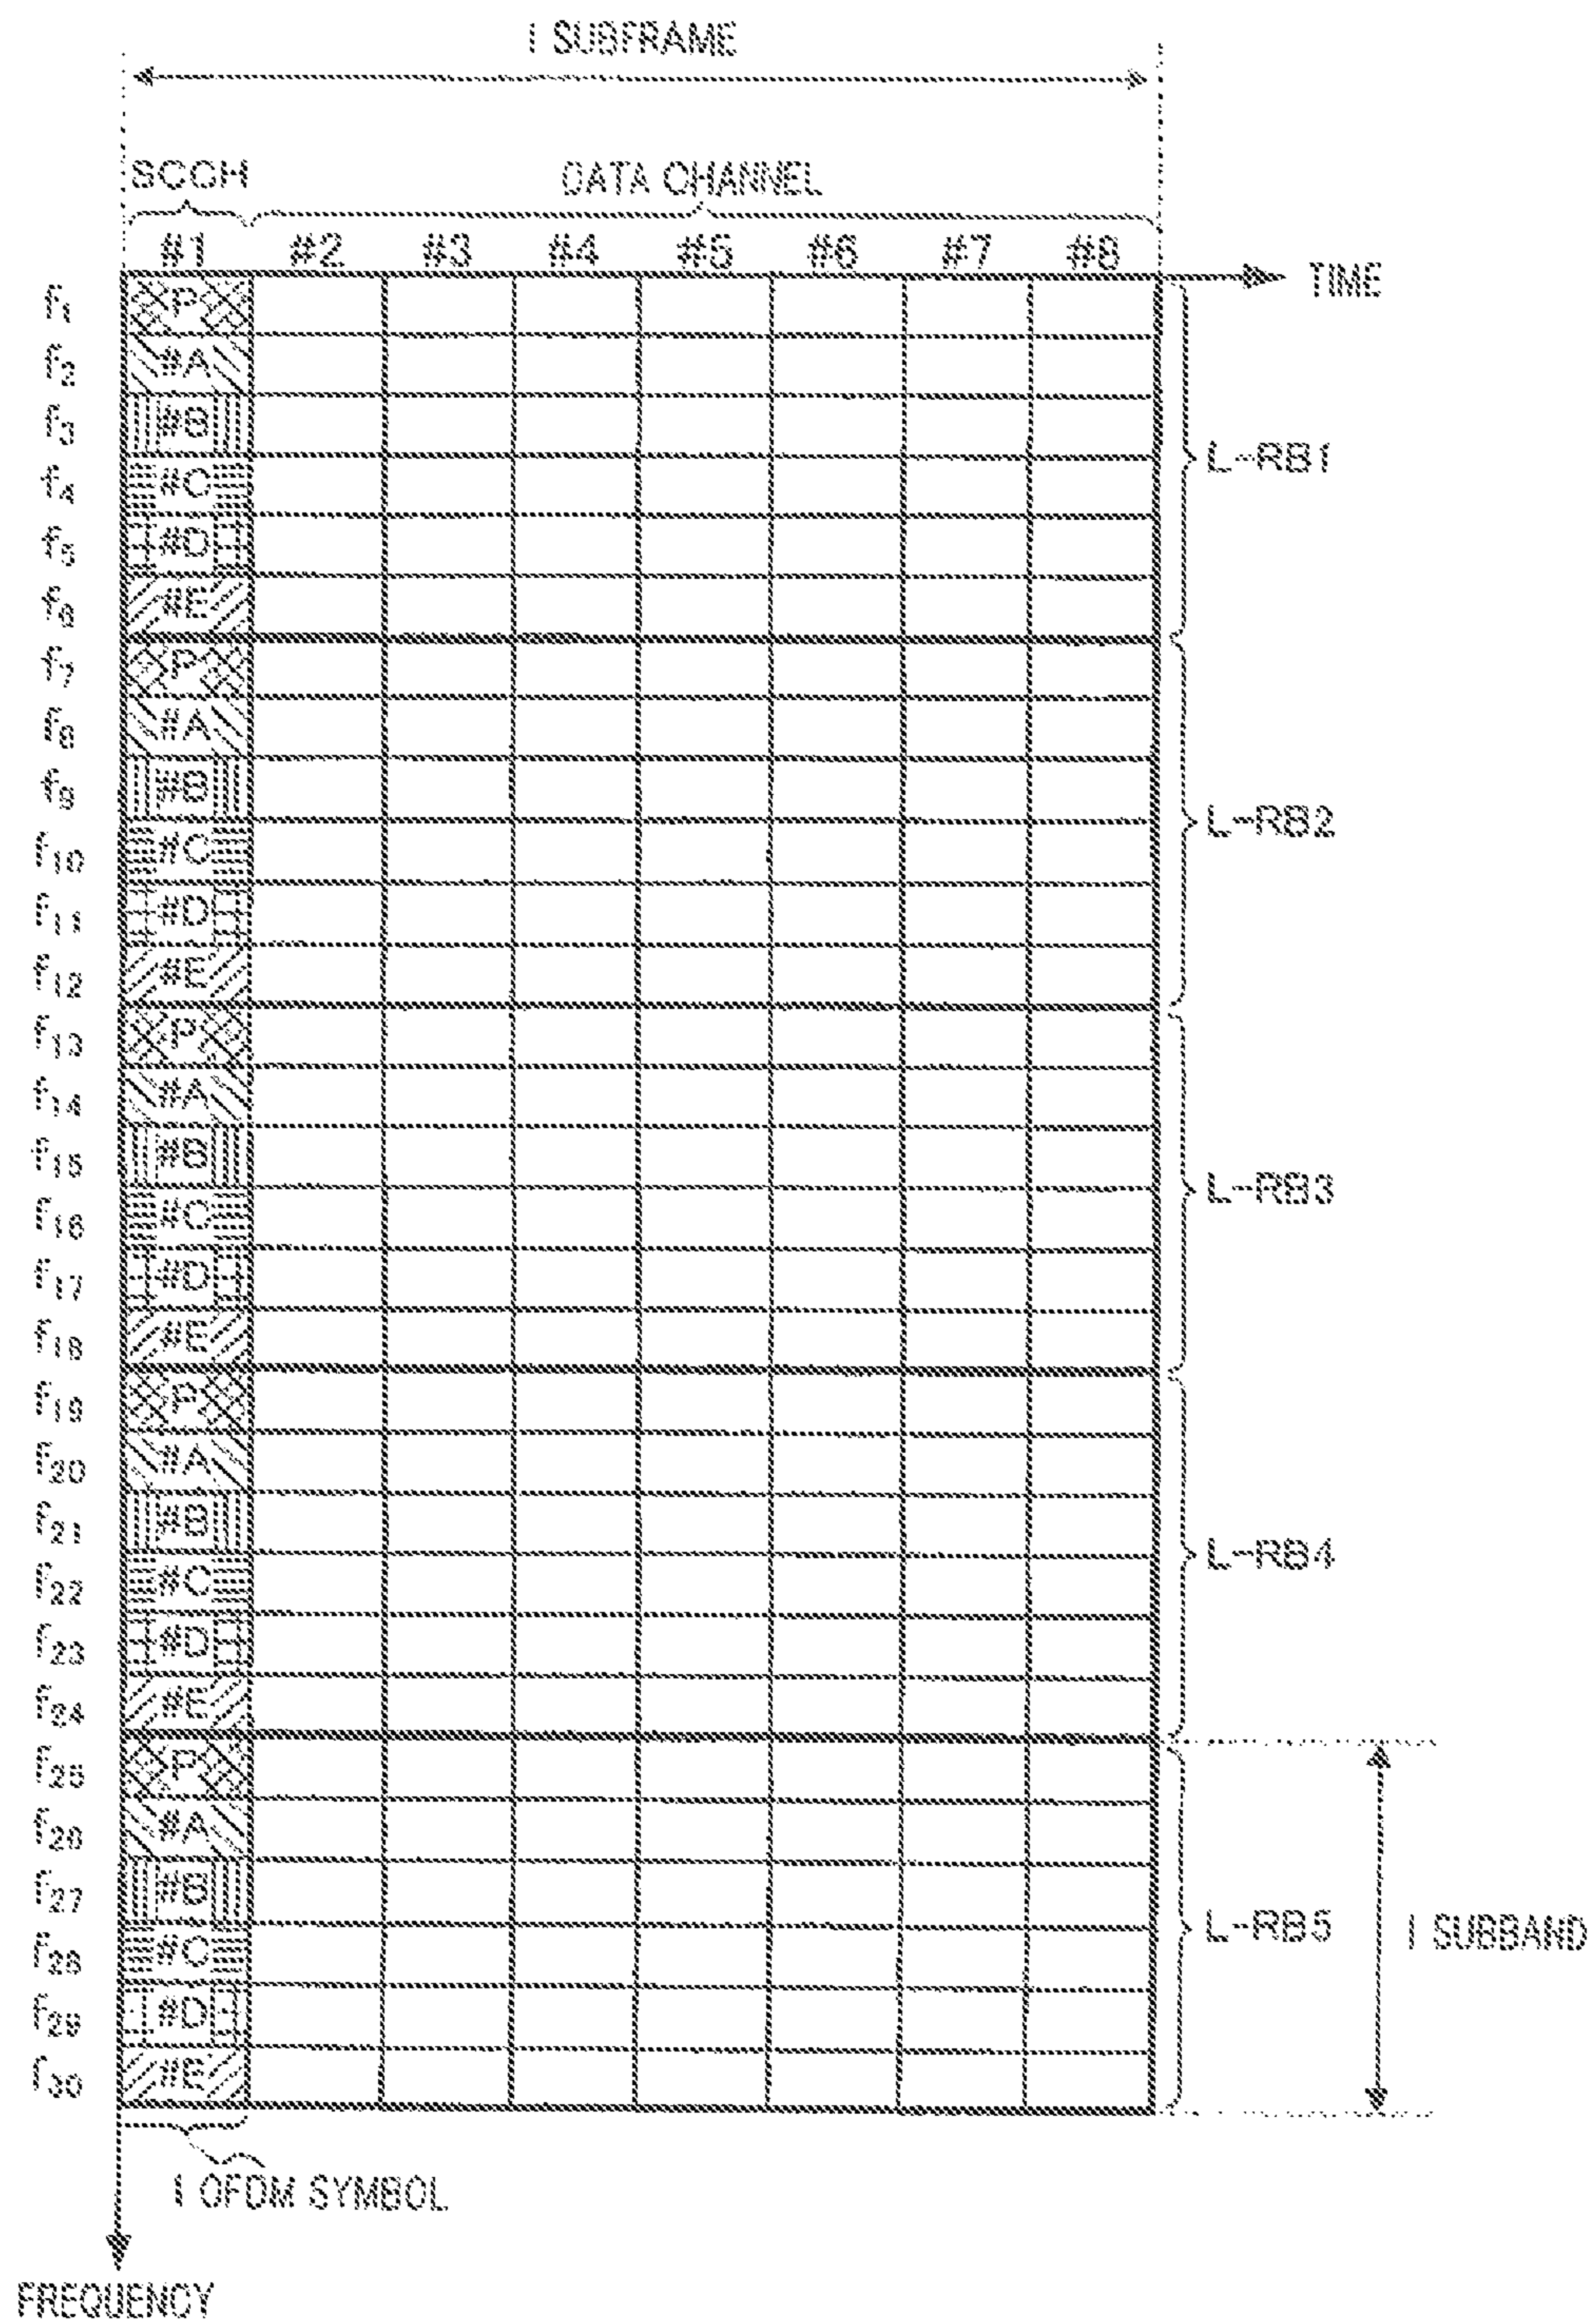 1 SUBFRAME
SCCH DATA CHANNEL
#1 #2 #3 #4 #5 #6 #7 #8
TIME
f1 P
f2 #A
f3 #B
f4 #C L-RB1
f5 #D
f6 #E
f7 P
f8 #A
f9 #B
f10 #C L-RB2
f11 #D
f12 #E
f13 P
f14 #A
f15 #B
f16 #C L-RB3
f17 #D
f18 #E
f19 P
f20 #A
f21 #B
f22 #C L-RB4
f23 #D
f24 #E
f25 P
f26 #A
f27 #B
f28 #C L-RB5 1 SUBBAND
f29 #D
f30 #E
1 OFDM SYMBOL
FREQUENCY